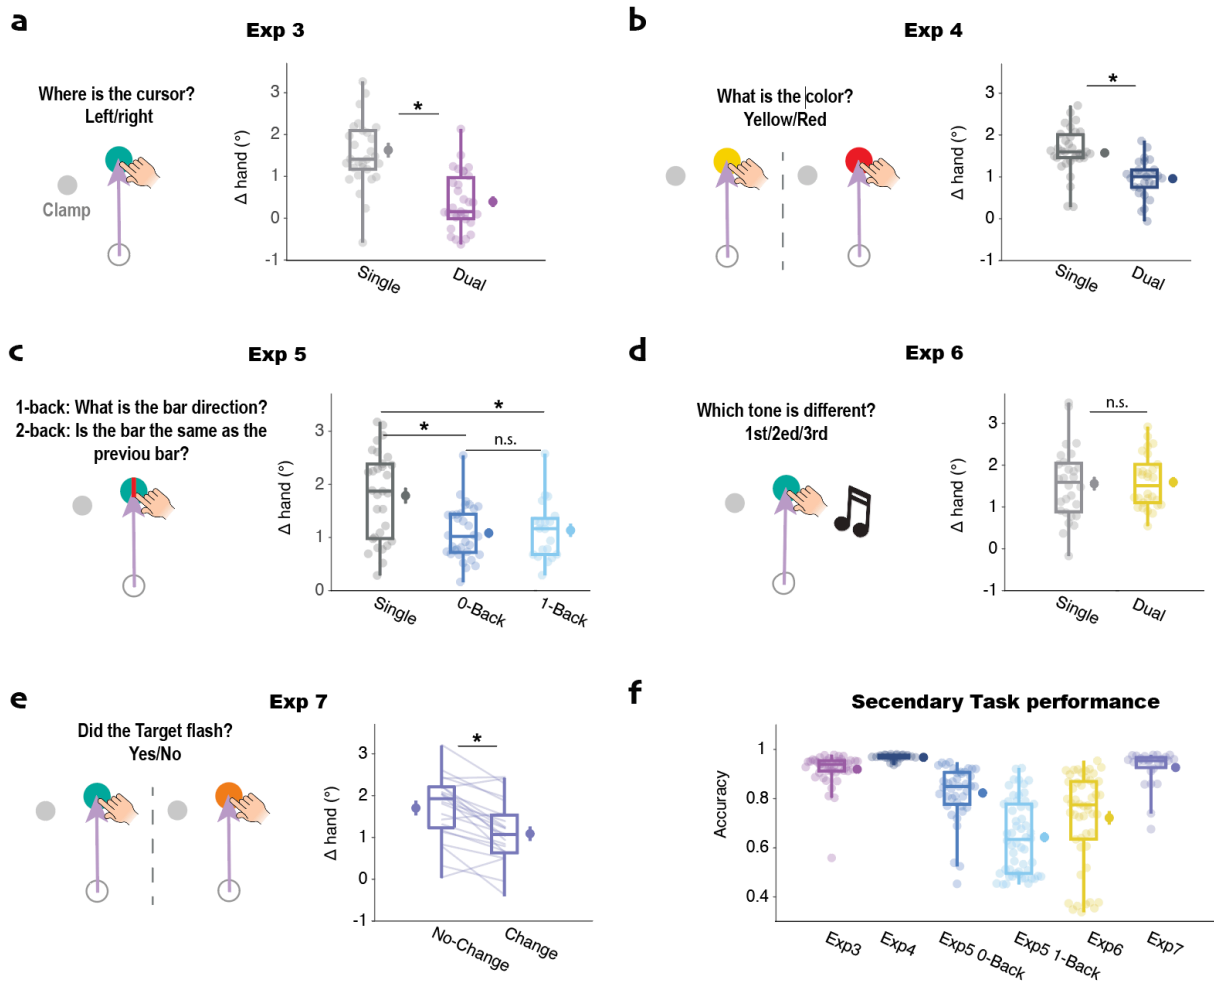 a
Exp 3
Where is the cursor?
Left/right
Clamp
Δ hand (°)
3
2
1
0
-1
*
Single
Dual
b
Exp 4
What is the color?
Yellow/Red
Δ hand (°)
3
2
1
0
-1
*
Single
Dual
c
Exp 5
1-back: What is the bar direction?
2-back: Is the bar the same as the
previou bar?
Δ hand (°)
3
2
1
0
*
*
n.s.
Single
0-Back
1-Back
d
Exp 6
Which tone is different?
1st/2ed/3rd
Δ hand (°)
3
2
1
0
-1
n.s.
Single
Dual
e
Exp 7
Did the Target flash?
Yes/No
Δ hand (°)
3
2
1
0
-1
*
No-Change
Change
f
Secendary Task performance
Accuracy
1
0.8
0.6
0.4
Exp3
Exp4
Exp5 0-Back
Exp5 1-Back
Exp6
Exp7